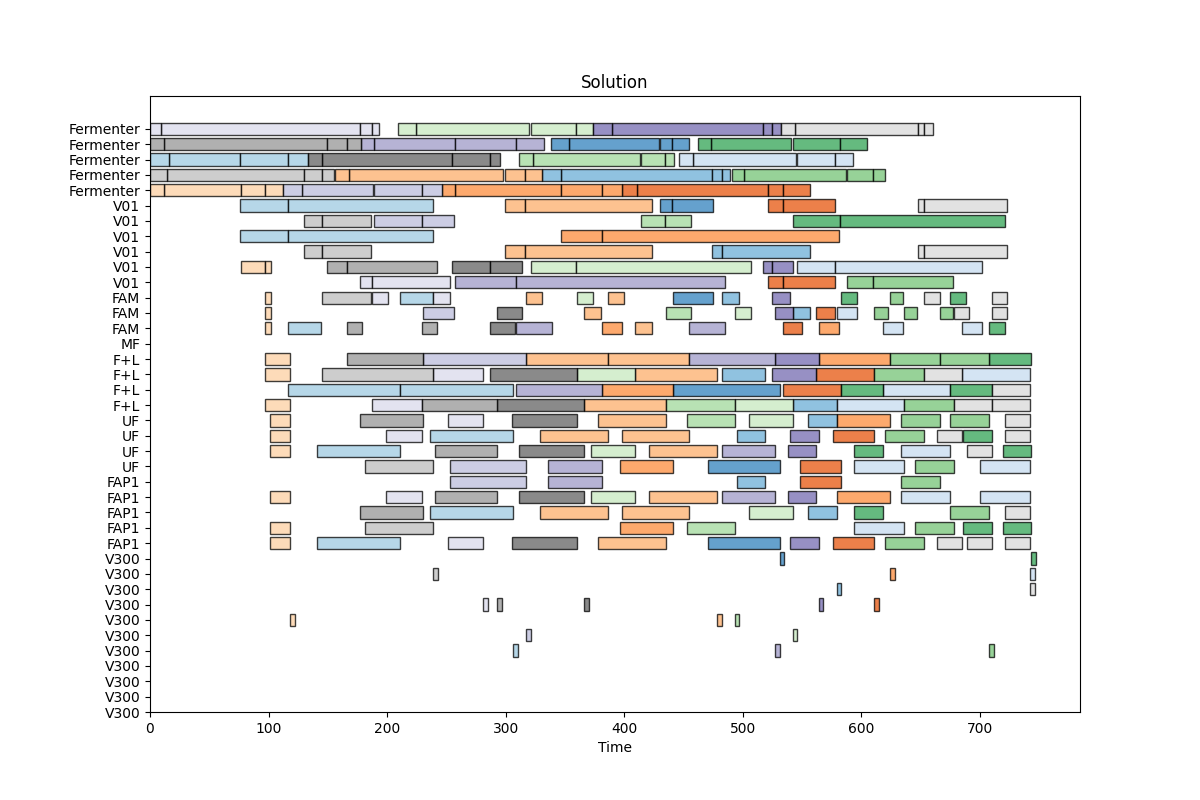 Solution
Fermenter
Fermenter
Fermenter
Fermenter
Fermenter
V01
V01
V01
V01
V01
V01
FAM
FAM
FAM
MF
F+L
F+L
F+L
F+L
UF
UF
UF
UF
FAP1
FAP1
FAP1
FAP1
FAP1
V300
V300
V300
V300
V300
V300
V300
V300
V300
V300
V300
0 100 200 300 400 500 600 700
Time